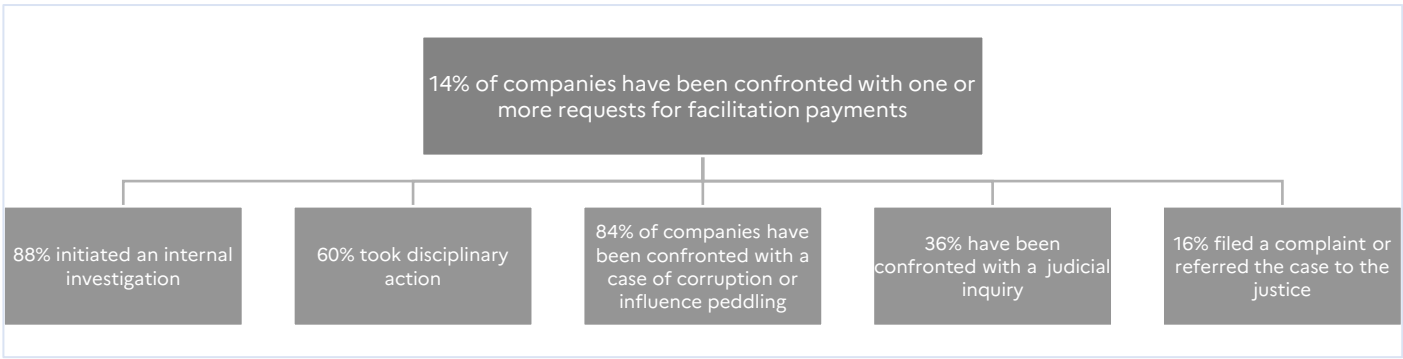 14% of companies have been confronted with one or
more requests for facilitation payments
88% initiated an internal
investigation
60% took disciplinary
action
84% of companies have
been confronted with a
case of corruption or
influence peddling
36% have been
confronted with a judicial
inquiry
16% filed a complaint or
referred the case to the
justice